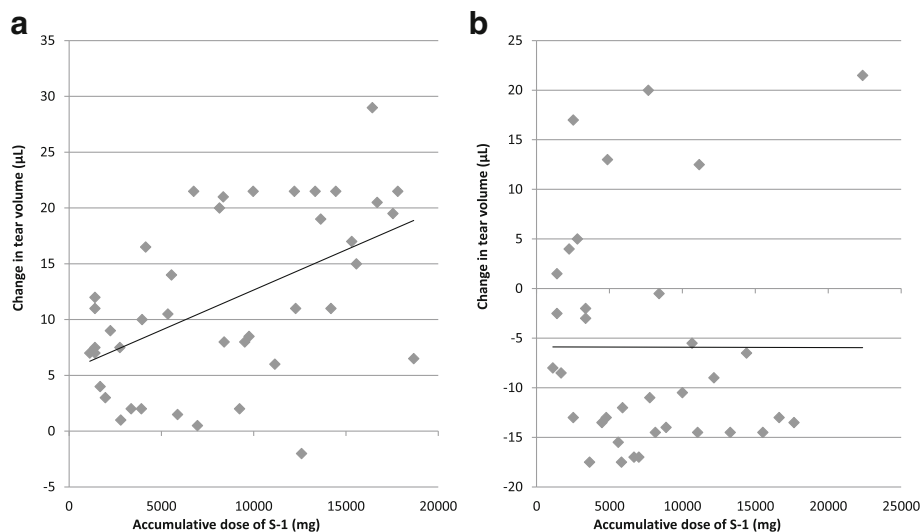 a
35
30
25
20
15
10
5
0
-5
Change in tear volume (µL)
0 5000 10000 15000 20000
Accumulative dose of S-1 (mg)
b
25
20
15
10
5
0
-5
-10
-15
-20
Change in tear volume (µL)
0 5000 10000 15000 20000 25000
Accumulative dose of S-1 (mg)